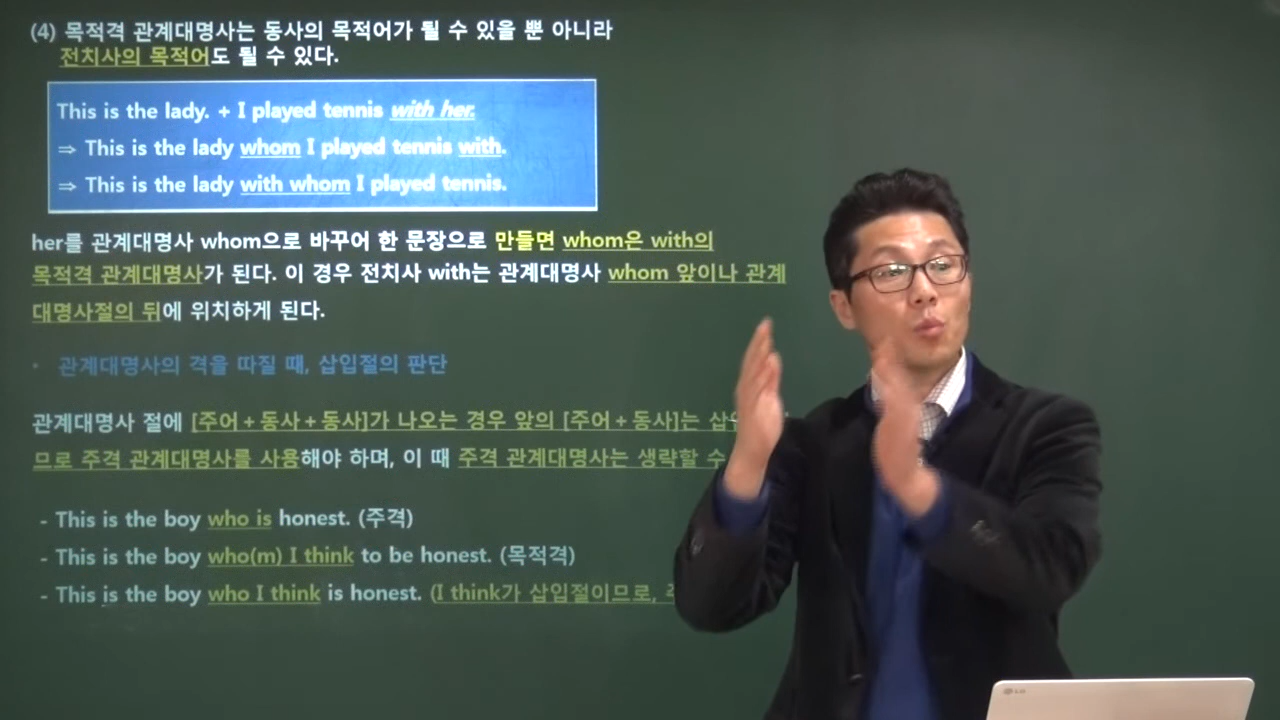 (4) 목적격 관계대명사는 동사의 목적어가 될 수 있을 뿐 아니라
전치사의 목적어도 될 수 있다.
This is the lady. + I played tennis with her.
⇒ This is the lady whom I played tennis with.
⇒ This is the lady with whom I played tennis.
her를 관계대명사 whom으로 바꾸어 한 문장으로 만들면 whom은 with의
목적격 관계대명사가 된다. 이 경우 전치사 with는 관계대명사 whom 앞이나 관계
대명사절의 뒤에 위치하게 된다.
· 관계대명사의 격을 따질 때, 삽입절의 판단
관계대명사 절에 [주어+동사+동사]가 나오는 경우 앞의 [주어+동사]는
므로 주격 관계대명사를 사용해야 하며, 이 때 주격 관계대명사는 생략할 수
- This is the boy who is honest. (주격)
- This is the boy who(m) I think to be honest. (목적격)
- This is the boy who I think is honest. (I think가 삽입절이므로,
LG